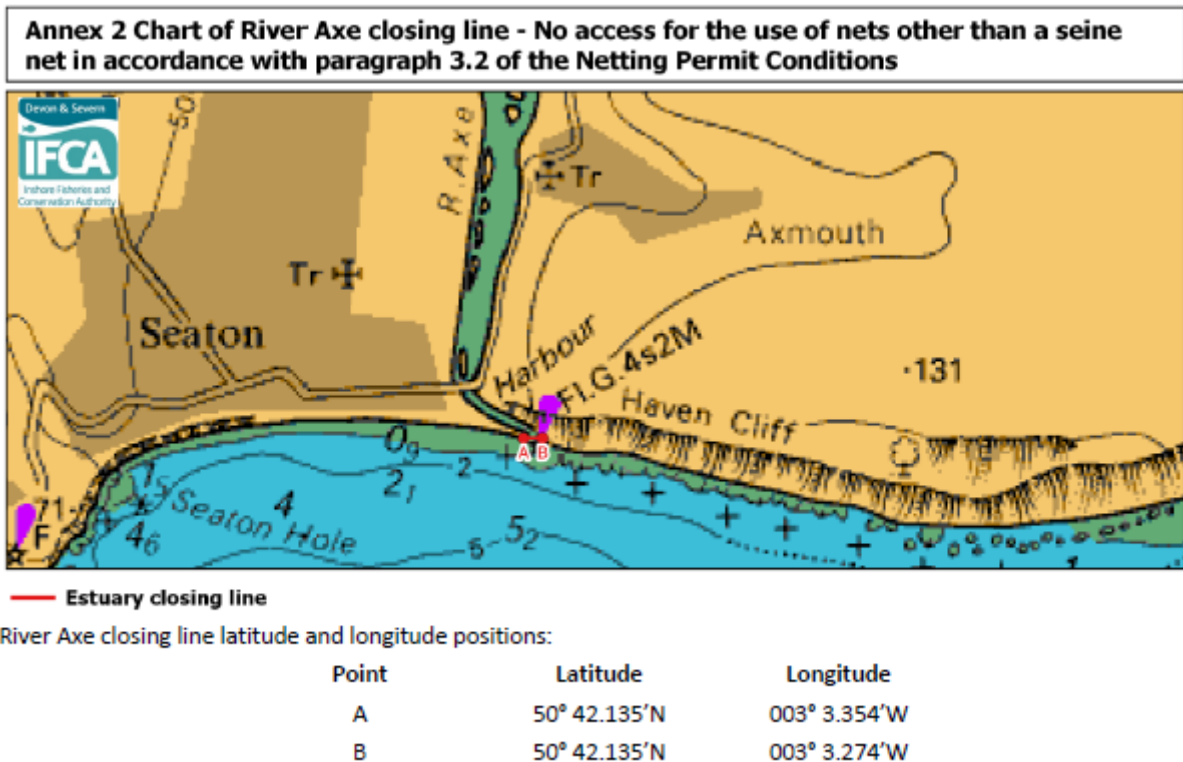 Annex 2 Chart of River Axe closing line - No access for the use of nets other than a seine
net in accordance with paragraph 3.2 of the Netting Permit Conditions
Devon & Severn
IFCA
Inshore Fisheries and
Conservation Authority
50
R. Axe
Tr
Axmouth
Tr
Seaton
Harbour
Fl.G.4s2M
131
Haven Cliff
0₉
A B
2
2₁
71
F
Seaton Hole
4
4₆
5
5₂
Estuary closing line
River Axe closing line latitude and longitude positions:
Point Latitude Longitude
A 50° 42.135’N 003° 3.354’W
B 50° 42.135’N 003° 3.274’W